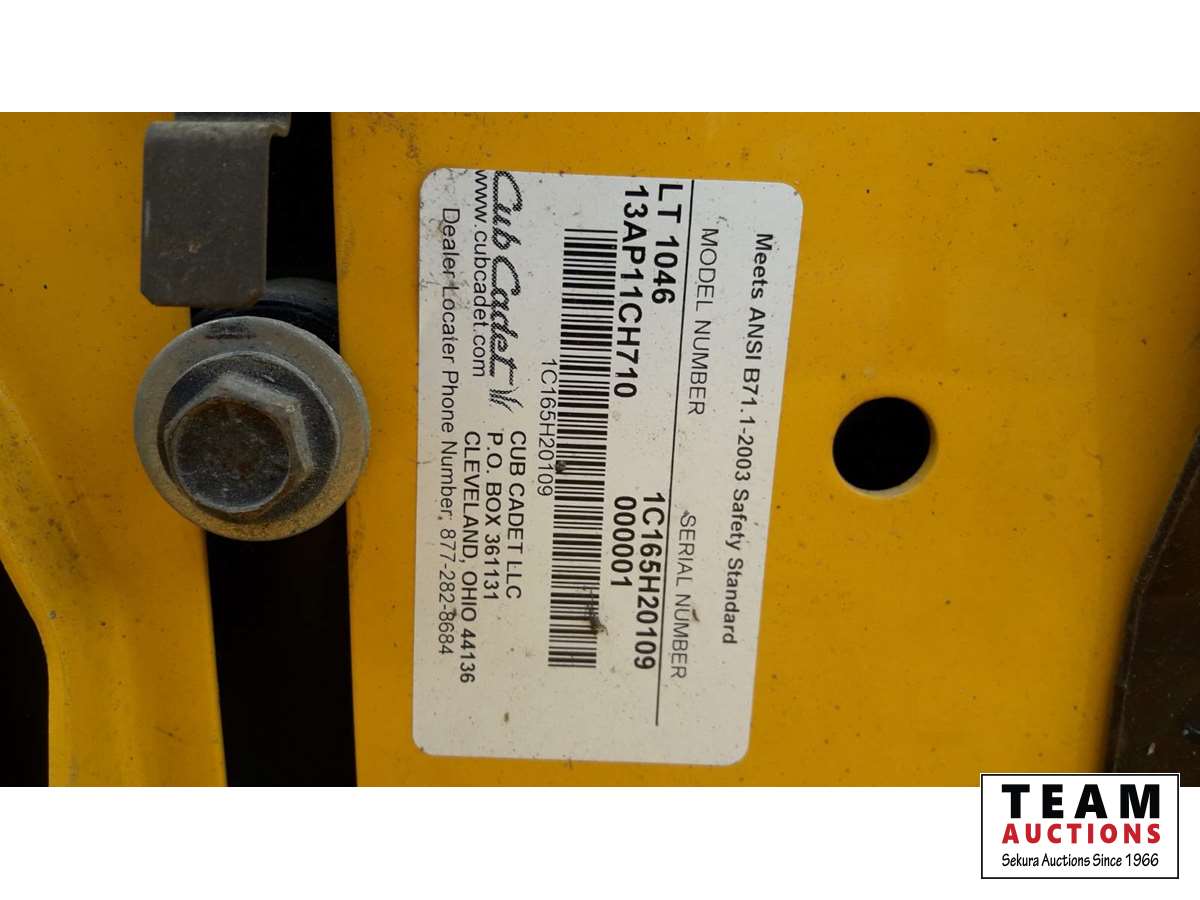 Meets ANSI B71.1-2003 Safety Standard
MODEL NUMBER SERIAL NUMBER
LT 1046 1C165H20109
13AP11CH710 000001
1C165H20109
Cub Cadet CUB CADET LLC
www.cubcadet.com P.O. BOX 361131
CLEVELAND, OHIO 44136
Dealer Locater Phone Number; 877-282-8684
TEAM
AUCTIONS
Sekura Auctions Since 1966